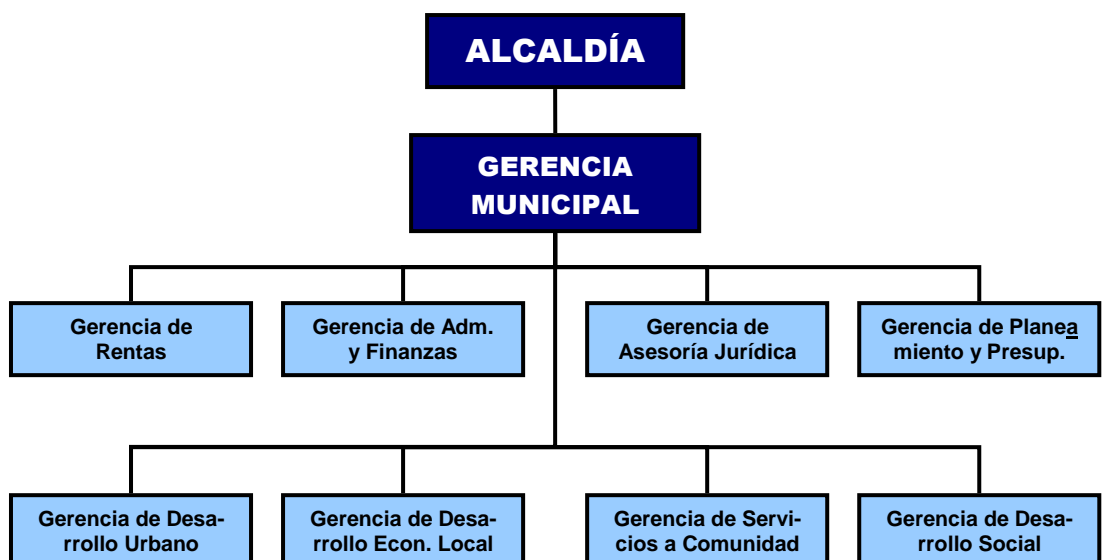 ALCALDÍA
GERENCIA
MUNICIPAL
Gerencia de
Rentas
Gerencia de Adm.
y Finanzas
Gerencia de
Asesoría Jurídica
Gerencia de Planea
miento y Presup.
Gerencia de Desa-
rrollo Urbano
Gerencia de Desa-
rrollo Econ. Local
Gerencia de Servi-
cios a Comunidad
Gerencia de Desa-
rrollo Social